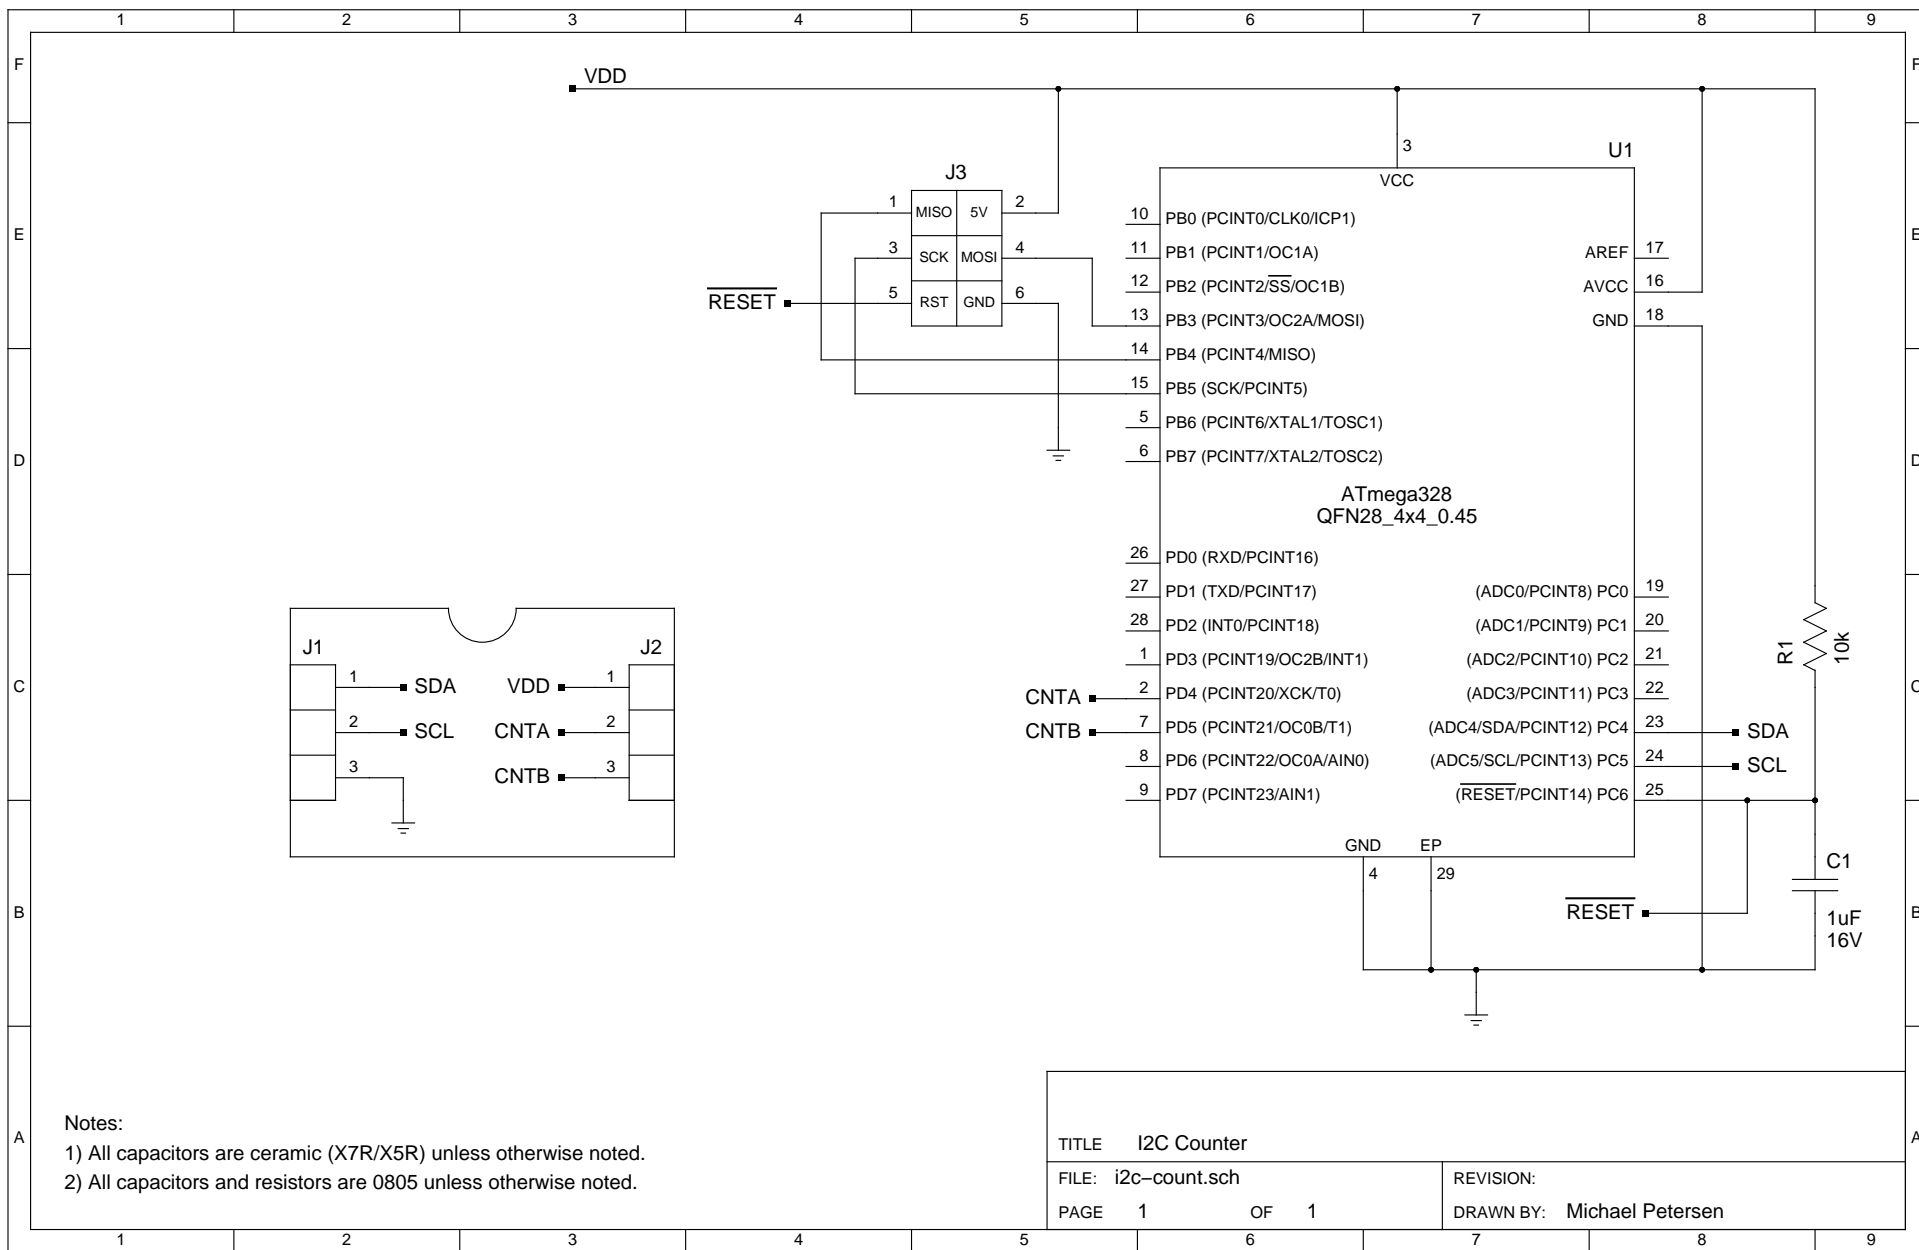 1 2 3 4 5 6 7 8 9
F F
VDD
E E
J3
1 MISO 5V 2
3 SCK MOSI 4
5 RST GND 6
RESET
U1
3
VCC
10 PB0 (PCINT0/CLK0/ICP1)
11 PB1 (PCINT1/OC1A)
12 PB2 (PCINT2/SS/OC1B)
13 PB3 (PCINT3/OC2A/MOSI)
14 PB4 (PCINT4/MISO)
15 PB5 (SCK/PCINT5)
5 PB6 (PCINT6/XTAL1/TOSC1)
6 PB7 (PCINT7/XTAL2/TOSC2)
AREF 17
AVCC 16
GND 18
D D
ATmega328
QFN28_4x4_0.45
26 PD0 (RXD/PCINT16)
27 PD1 (TXD/PCINT17)
28 PD2 (INT0/PCINT18)
1 PD3 (PCINT19/OC2B/INT1)
CNTA 2 PD4 (PCINT20/XCK/T0)
CNTB 7 PD5 (PCINT21/OC0B/T1)
8 PD6 (PCINT22/OC0A/AIN0)
9 PD7 (PCINT23/AIN1)
(ADC0/PCINT8) PC0 19
(ADC1/PCINT9) PC1 20
(ADC2/PCINT10) PC2 21
(ADC3/PCINT11) PC3 22
(ADC4/SDA/PCINT12) PC4 23 SDA
(ADC5/SCL/PCINT13) PC5 24 SCL
(RESET/PCINT14) PC6 25
R1
10k
C C
J1 J2
1 SDA VDD 1
2 SCL CNTA 2
3 CNTB 3
GND EP
4 29
C1
1uF
16V
RESET
B B
Notes:
1) All capacitors are ceramic (X7R/X5R) unless otherwise noted.
2) All capacitors and resistors are 0805 unless otherwise noted.
A A
TITLE I2C Counter
FILE: i2c−count.sch REVISION:
PAGE 1 OF 1 DRAWN BY: Michael Petersen
1 2 3 4 5 6 7 8 9